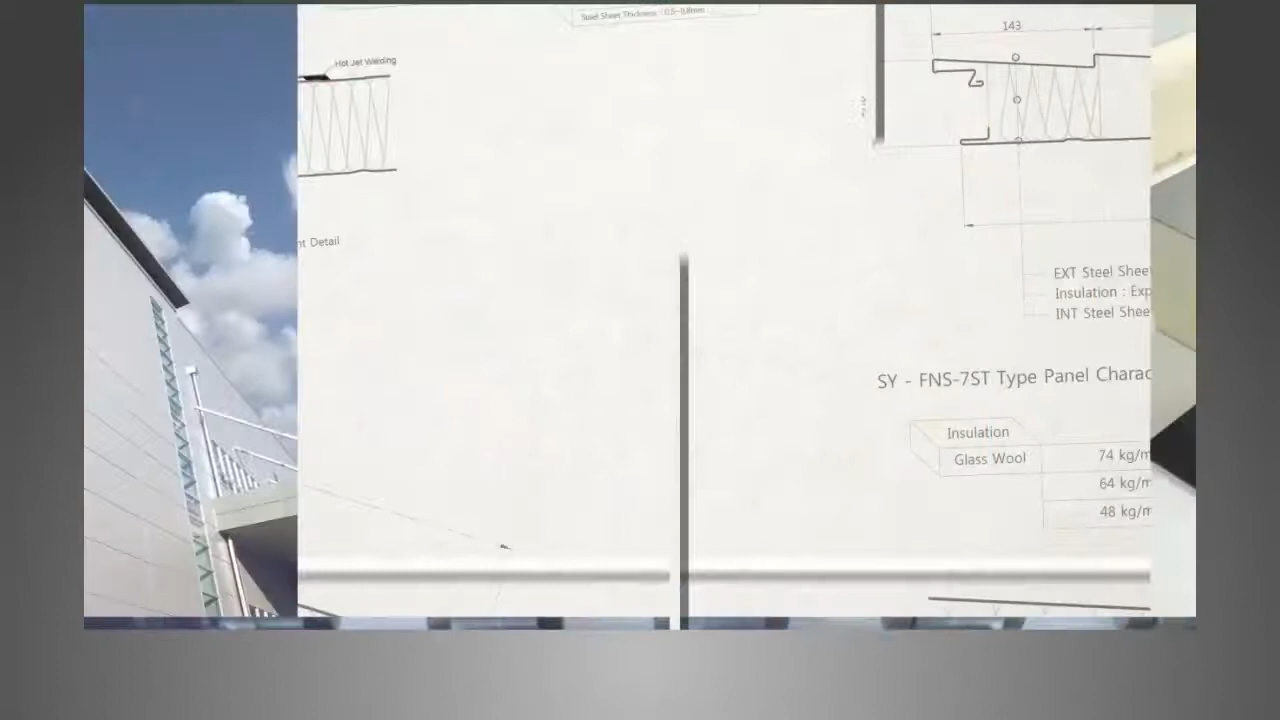 Steel Sheet Thickness : 0.5~0.8mm
143
Hot Jet Welding
nt Detail
EXT Steel Shee
Insulation : Exp
INT Steel Shee
SY - FNS-7ST Type Panel Charac
Insulation
Glass Wool 74 kg/m
64 kg/m
48 kg/m